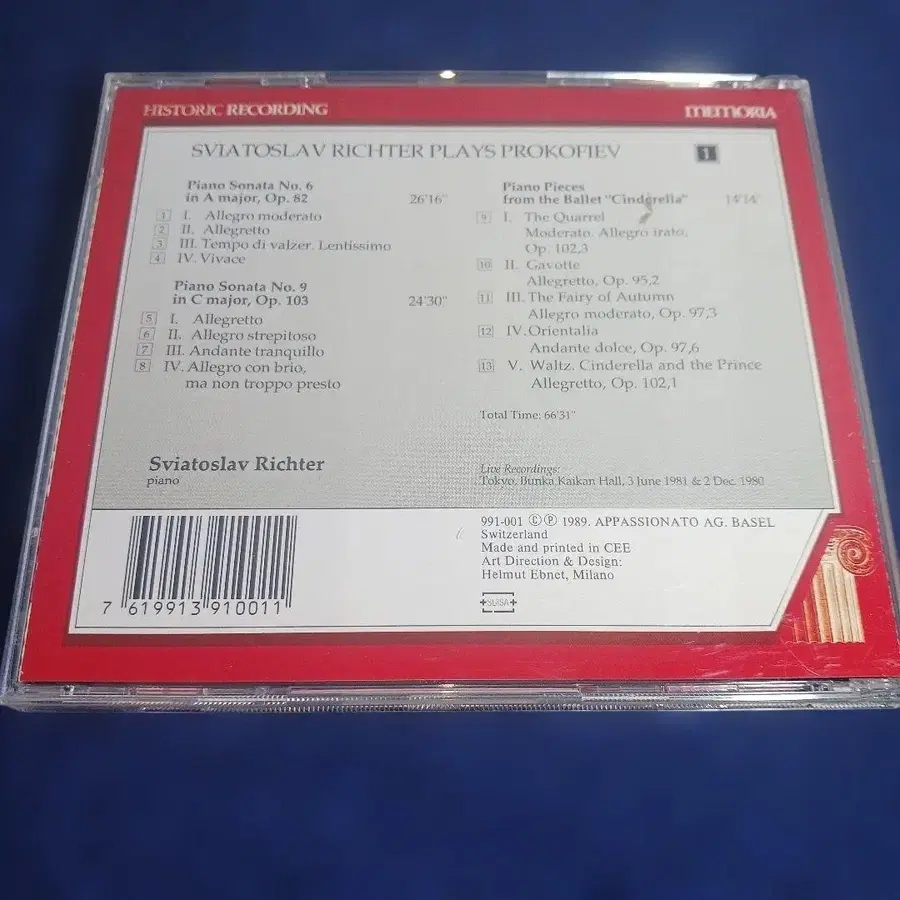 HISTORIC RECORDING
MEMORIA
SVIATOSLAV RICHTER PLAYS PROKOFIEV
1
Piano Sonata No. 6
in A major, Op. 82 26'16"
1 I. Allegro moderato
2 II. Allegretto
3 III. Tempo di valzer. Lentissimo
4 IV. Vivace
Piano Sonata No. 9
in C major, Op. 103 24'30"
5 I. Allegretto
6 II. Allegro strepitoso
7 III. Andante tranquillo
8 IV. Allegro con brio,
ma non troppo presto
Sviatoslav Richter
piano
Piano Pieces
from the Ballet "Cinderella" 14'14"
9 I. The Quarrel
Moderato. Allegro irato,
Op. 102,3
10 II. Gavotte
Allegretto, Op. 95,2
11 III. The Fairy of Autumn
Allegro moderato, Op. 97,3
12 IV. Orientalia
Andante dolce, Op. 97,6
13 V. Waltz. Cinderella and the Prince
Allegretto, Op. 102,1
Total Time: 66'31"
Live Recordings:
Tokyo, Bunka Kaikan Hall, 3 June 1981 & 2 Dec. 1980
7 619913 910011
991-001 © ℗ 1989. APPASSIONATO AG. BASEL
Switzerland
Made and printed in CEE
Art Direction & Design:
Helmut Ebnet, Milano
SUISA